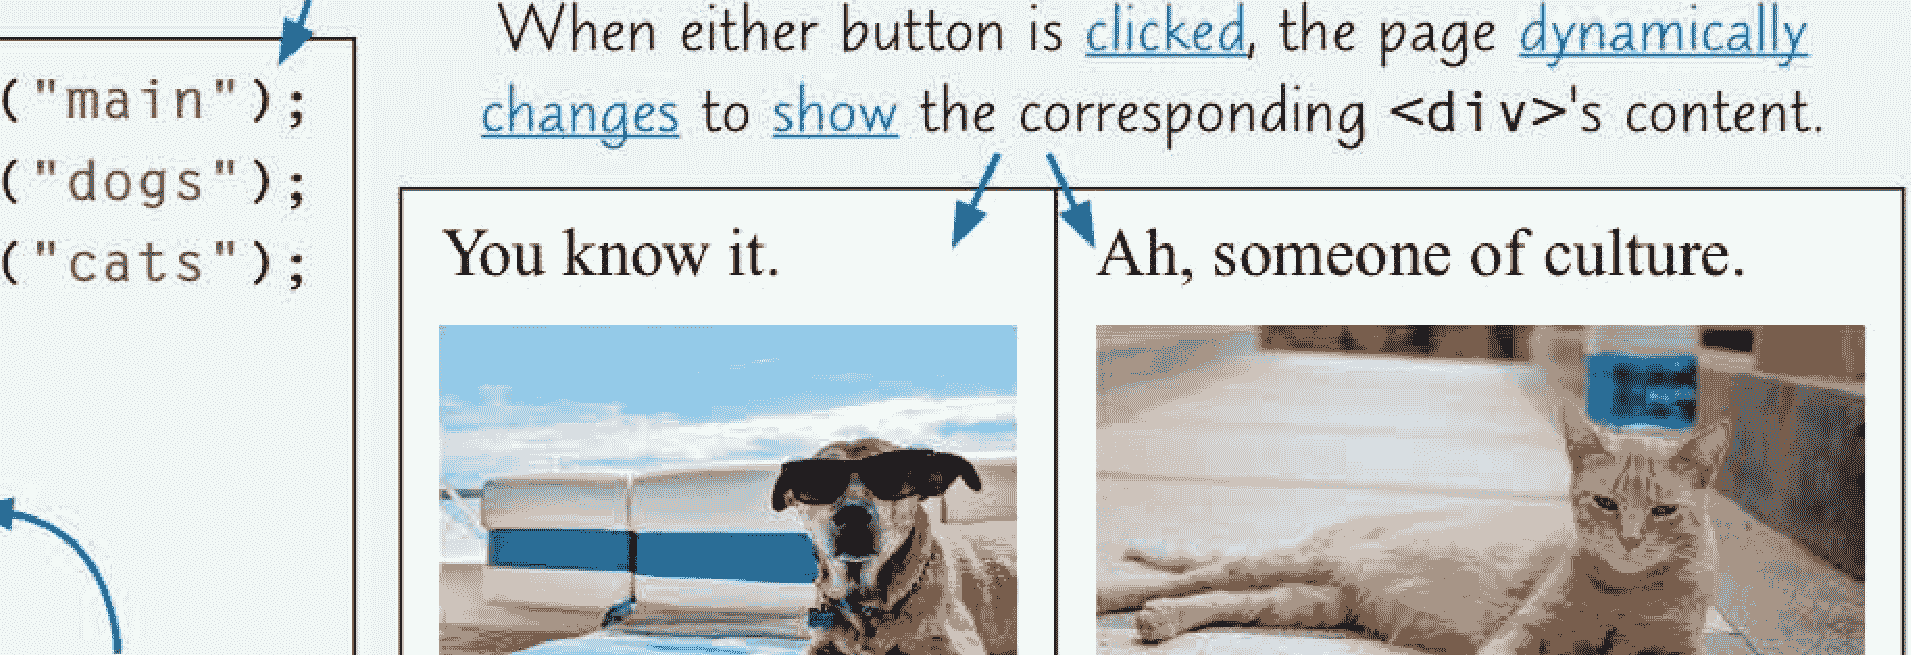 When either button is clicked, the page dynamically
changes to show the corresponding <div>'s content.
("main");
("dogs");
("cats");
You know it.
Ah, someone of culture.